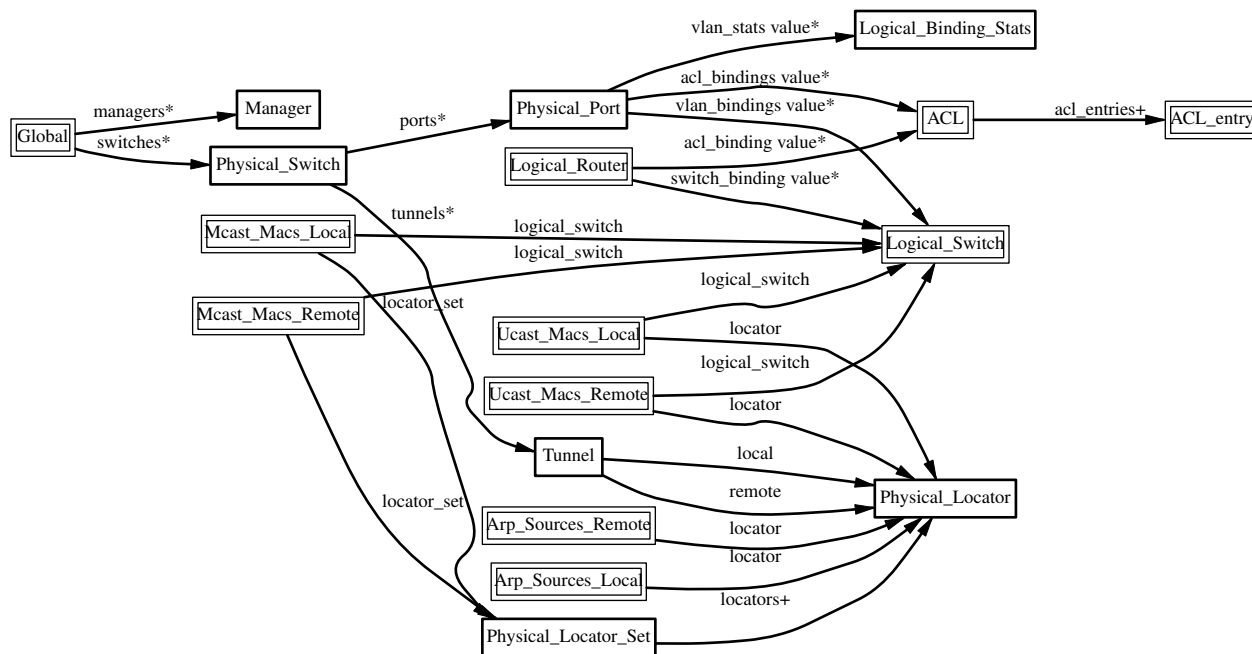 vlan_stats value*
Logical_Binding_Stats
acl_bindings value*
managers*
Manager
Physical_Port
vlan_bindings value*
ACL
acl_entries+
ACL_entry
Global
ports*
switches*
acl_binding value*
Physical_Switch
Logical_Router
switch_binding value*
tunnels*
Mcast_Macs_Local
logical_switch
Logical_Switch
logical_switch
logical_switch
locator_set
Mcast_Macs_Remote
Ucast_Macs_Local
locator
logical_switch
Ucast_Macs_Remote
locator
Tunnel
local
remote
Physical_Locator
locator_set
Arp_Sources_Remote
locator
locator
Arp_Sources_Local
locators+
Physical_Locator_Set